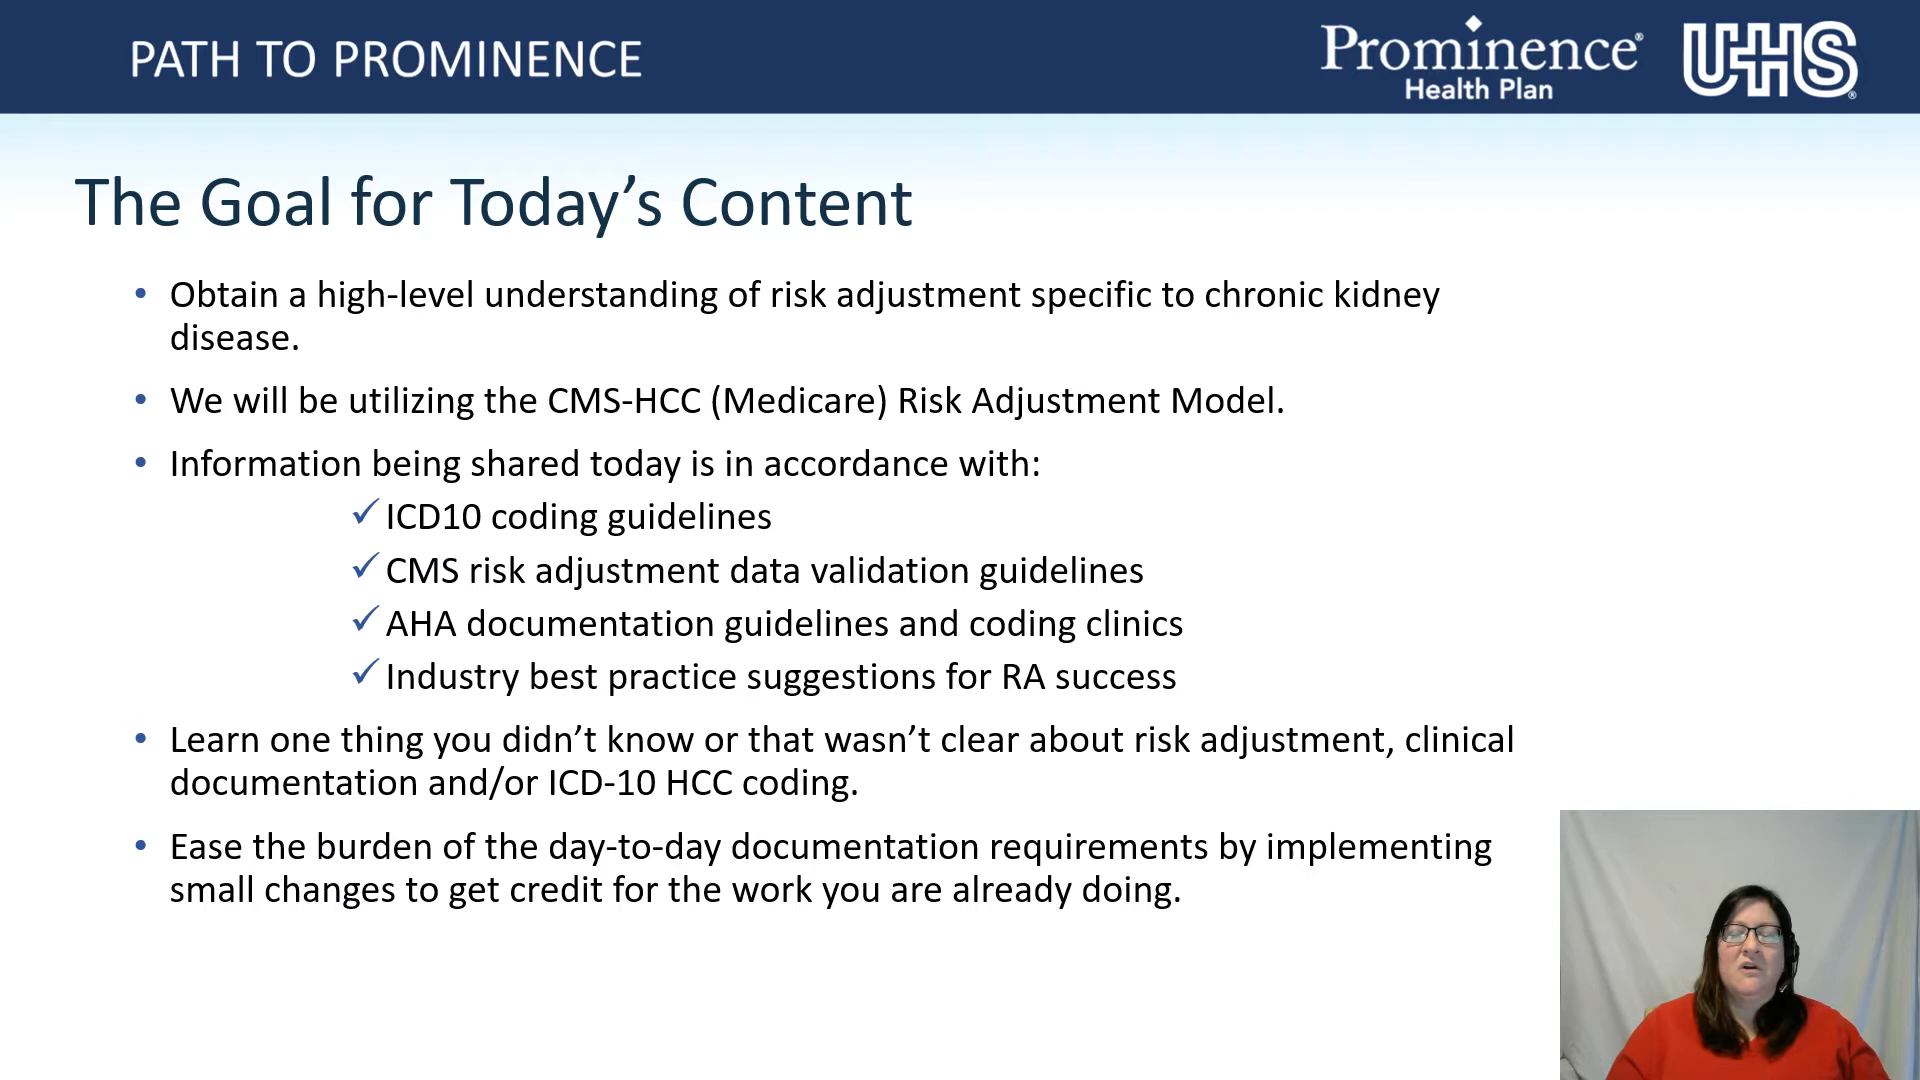 PATH TO PROMINENCE
Prominence®
Health Plan
UHS®
The Goal for Today’s Content
• Obtain a high-level understanding of risk adjustment specific to chronic kidney
disease.
• We will be utilizing the CMS-HCC (Medicare) Risk Adjustment Model.
• Information being shared today is in accordance with:
✓ ICD10 coding guidelines
✓ CMS risk adjustment data validation guidelines
✓ AHA documentation guidelines and coding clinics
✓ Industry best practice suggestions for RA success
• Learn one thing you didn’t know or that wasn’t clear about risk adjustment, clinical
documentation and/or ICD-10 HCC coding.
• Ease the burden of the day-to-day documentation requirements by implementing
small changes to get credit for the work you are already doing.